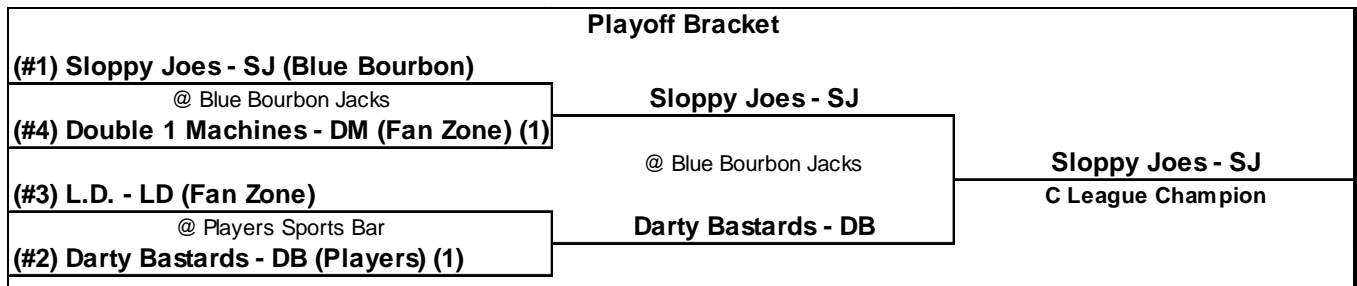 Playoff Bracket
(#1) Sloppy Joes - SJ (Blue Bourbon)
@ Blue Bourbon Jacks
Sloppy Joes - SJ
(#4) Double 1 Machines - DM (Fan Zone) (1)
@ Blue Bourbon Jacks
Sloppy Joes - SJ
(#3) L.D. - LD (Fan Zone)
C League Champion
@ Players Sports Bar
Darty Bastards - DB
(#2) Darty Bastards - DB (Players) (1)